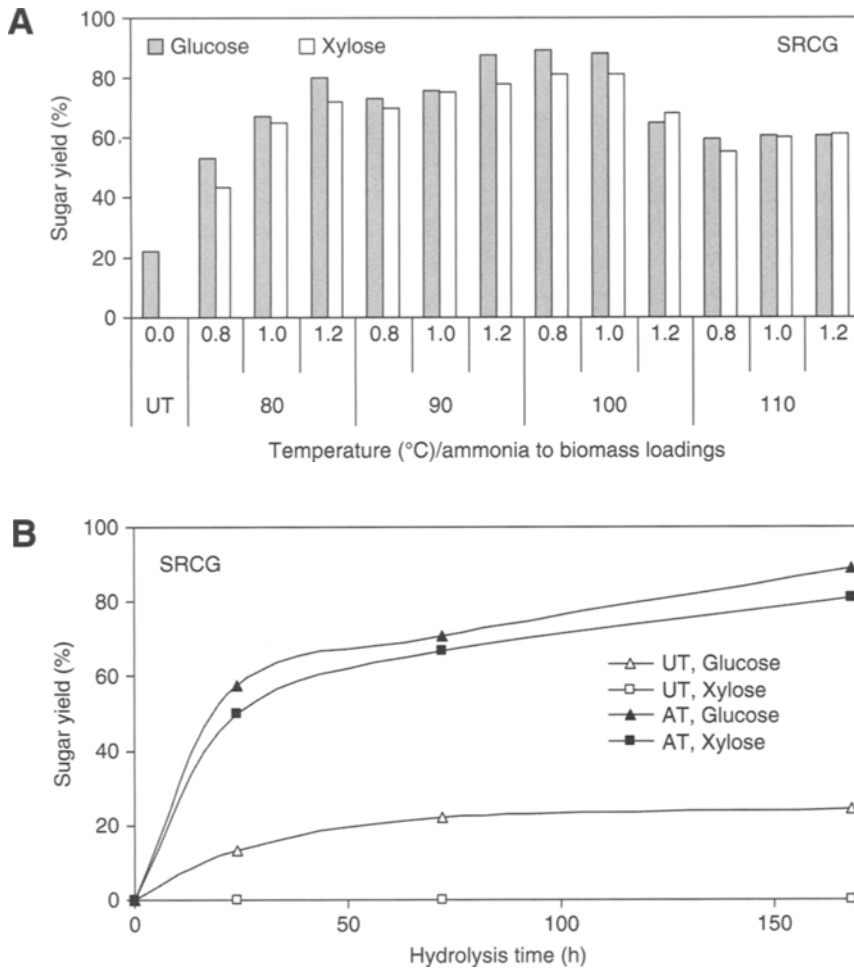 A
100
80
60
40
20
0
Sugar yield (%)
Glucose
Xylose
SRCG
0.0
0.8
1.0
1.2
0.8
1.0
1.2
0.8
1.0
1.2
0.8
1.0
1.2
UT
80
90
100
110
Temperature (°C)/ammonia to biomass loadings
B
100
80
60
40
20
0
Sugar yield (%)
SRCG
UT, Glucose
UT, Xylose
AT, Glucose
AT, Xylose
0
50
100
150
Hydrolysis time (h)